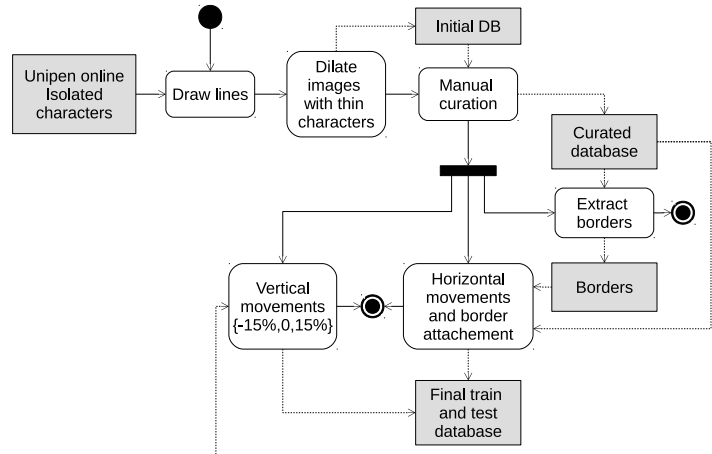 Initial DB
Unipen online
Isolated
characters
Draw lines
Dilate
images
with thin
characters
Manual
curation
Curated
database
Extract
borders
Vertical
movements
{-15%,0,15%}
Horizontal
movements
and border
attachement
Borders
Final train
and test
database